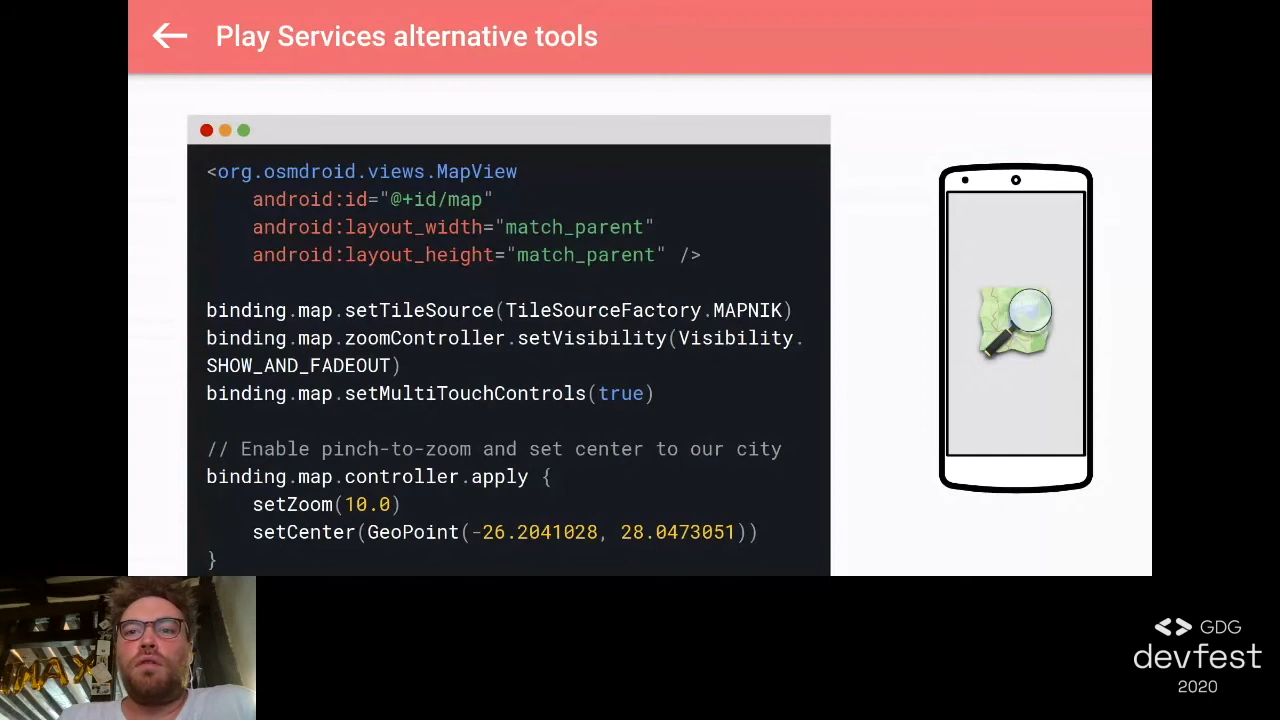 Play Services alternative tools
<org.osmdroid.views.MapView
android:id="@+id/map"
android:layout_width="match_parent"
android:layout_height="match_parent" />
binding.map.setTileSource(TileSourceFactory.MAPNIK)
binding.map.zoomController.setVisibility(Visibility.
SHOW_AND_FADEOUT)
binding.map.setMultiTouchControls(true)
// Enable pinch-to-zoom and set center to our city
binding.map.controller.apply {
setZoom(10.0)
setCenter(GeoPoint(-26.2041028, 28.0473051))
}
GDG
devfest
2020